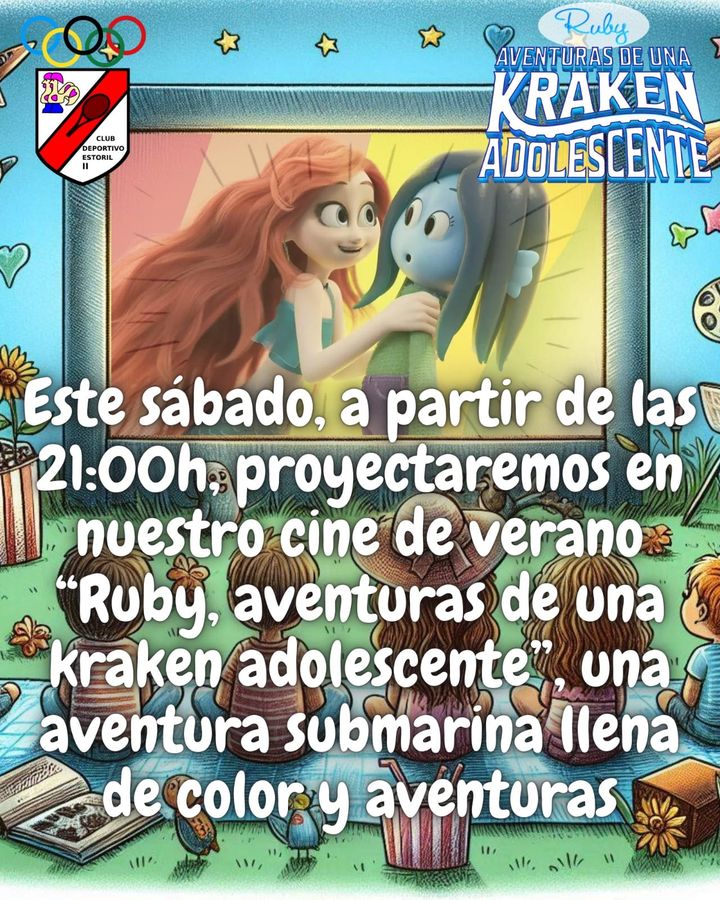 CLUB
DEPORTIVO
ESTORIL
II
Ruby
AVENTURAS DE UNA
KRAKEN
ADOLESCENTE
Este sábado, a partir de las
21:00h, proyectaremos en
nuestro cine de verano
“Ruby, aventuras de una
kraken adolescente”, una
aventura submarina llena
de color y aventuras